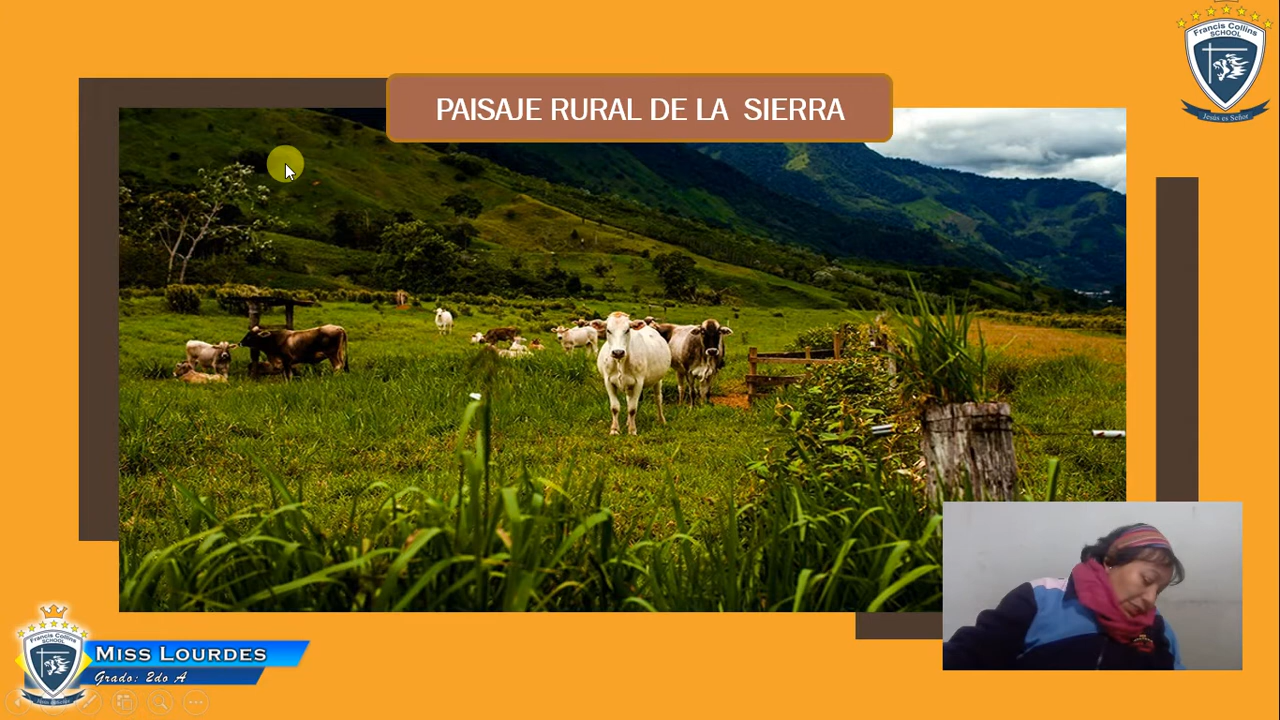 PAISAJE RURAL DE LA SIERRA
Francis Collins
SCHOOL
Jesús es Señor
Francis Collins
SCHOOL
MISS LOURDES
Grado: 2do A